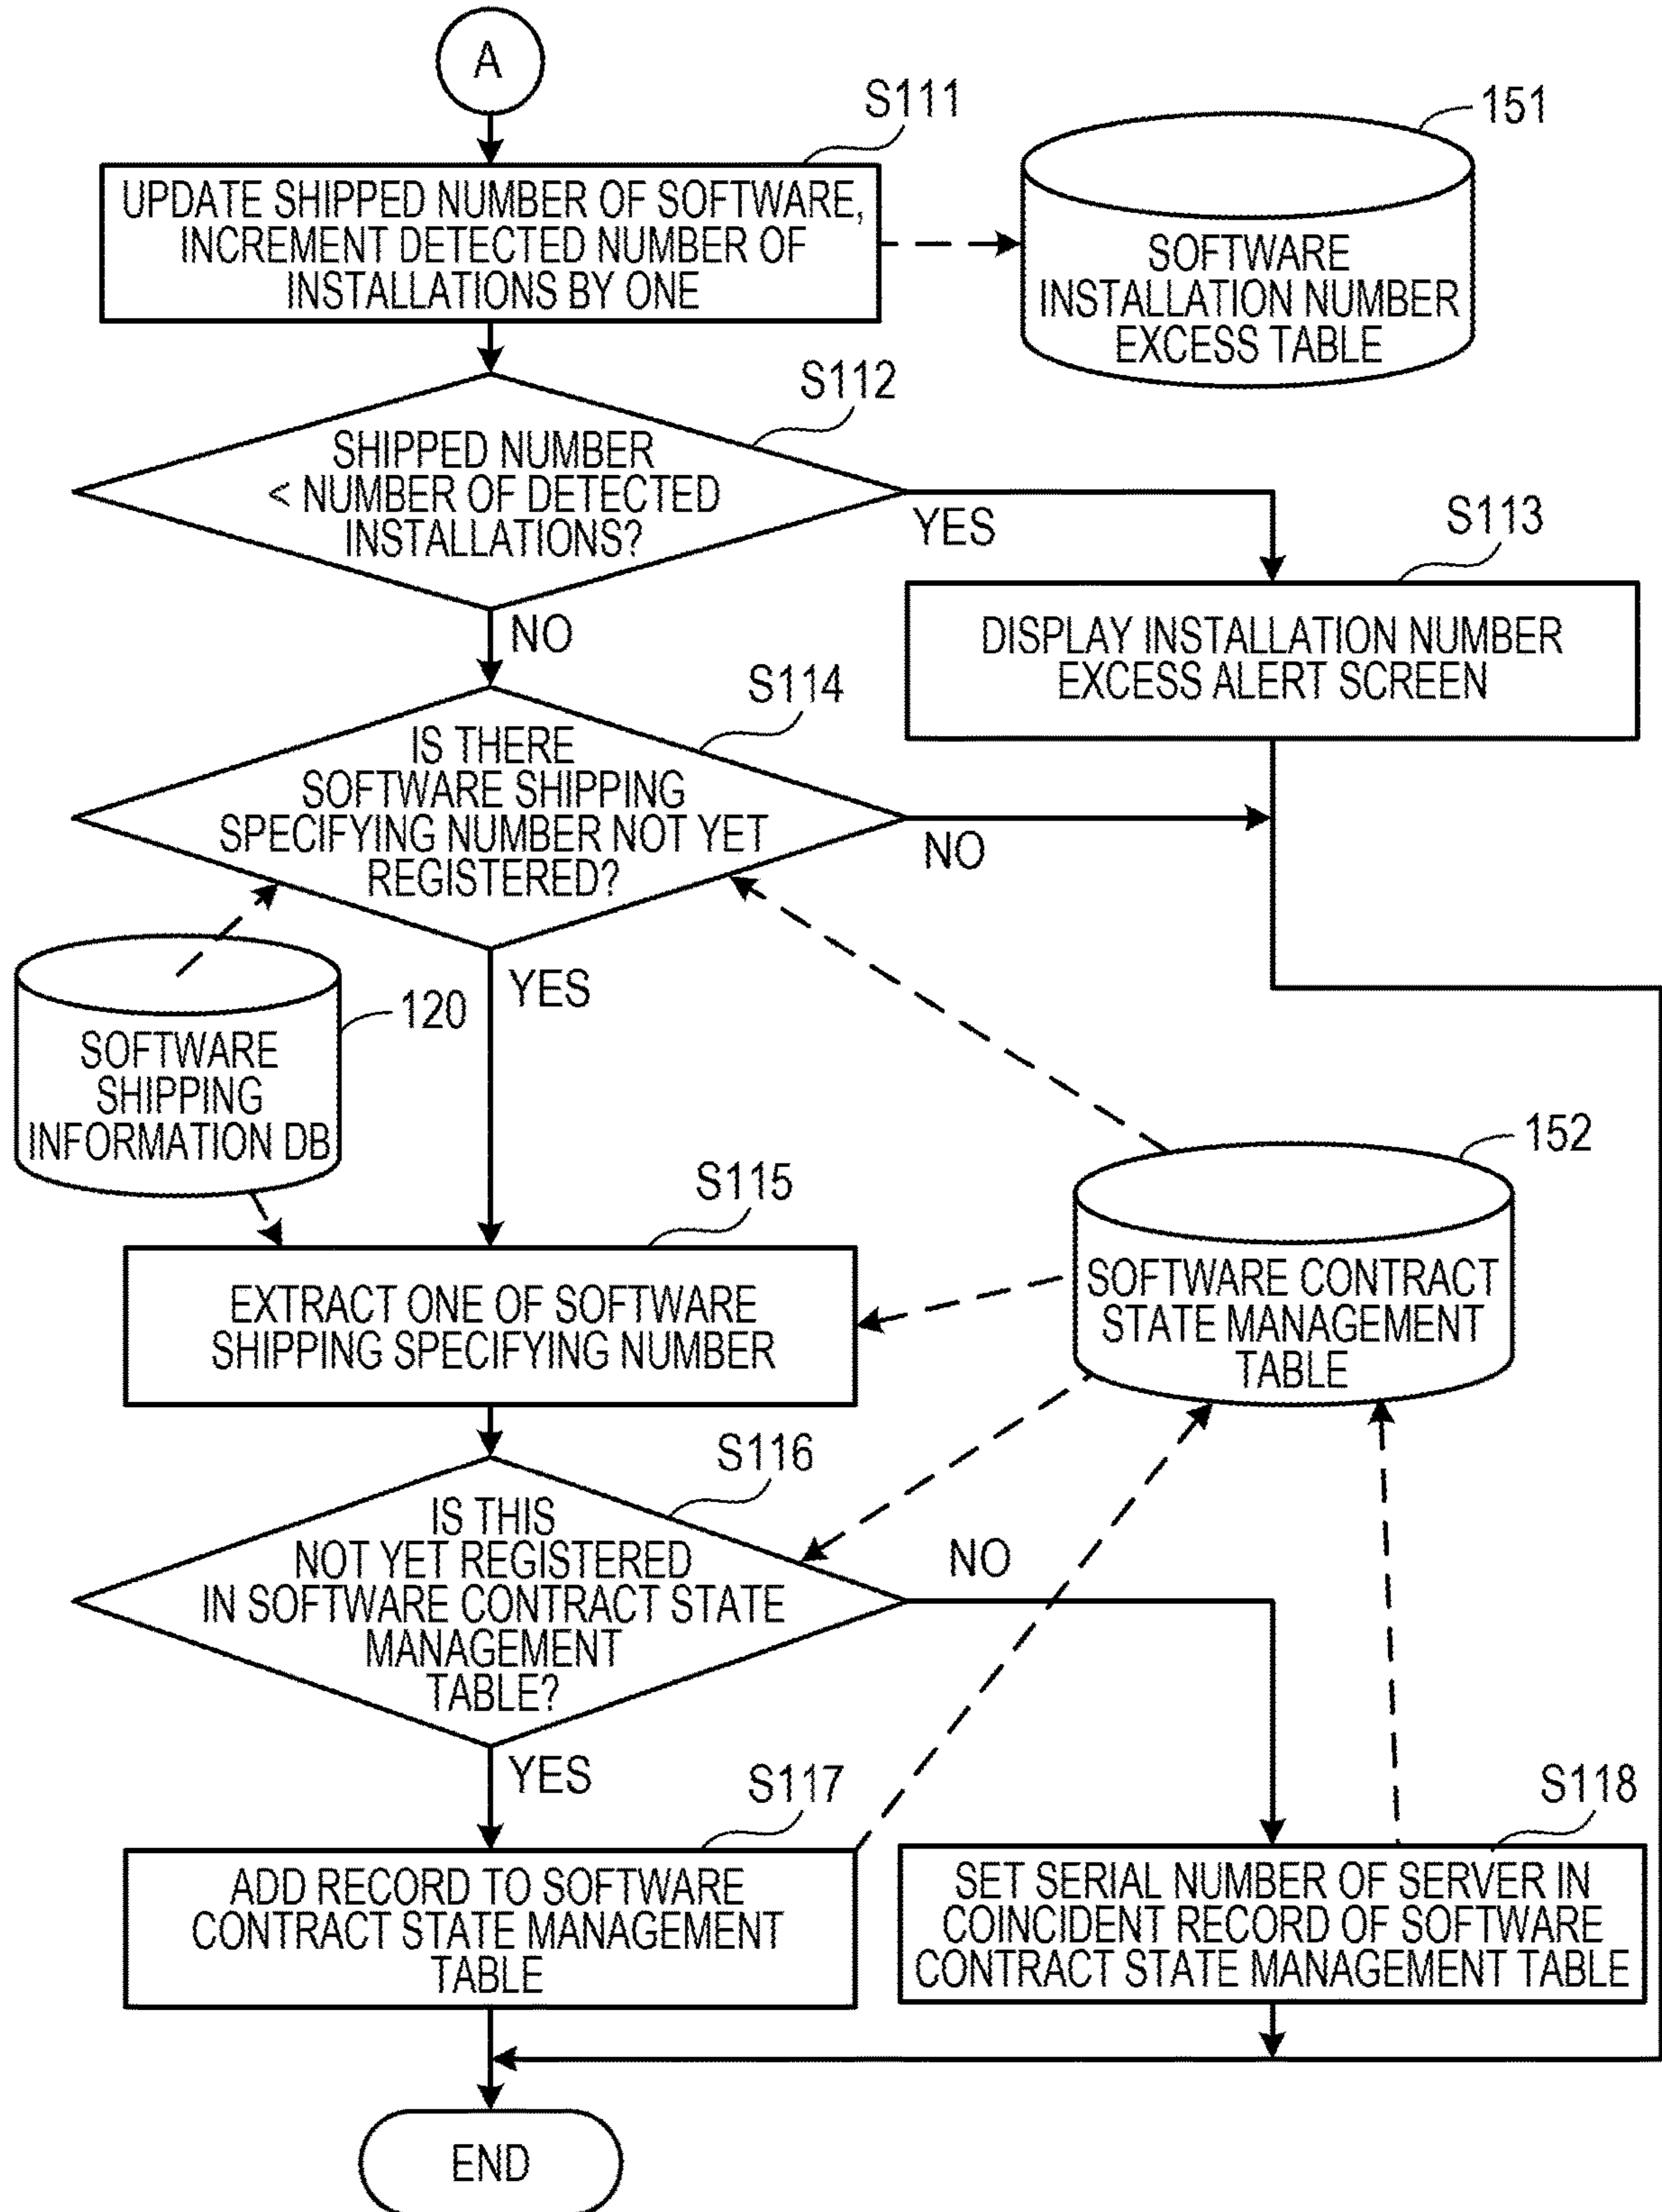 A
S111
UPDATE SHIPPED NUMBER OF SOFTWARE,
INCREMENT DETECTED NUMBER OF
INSTALLATIONS BY ONE
151
SOFTWARE
INSTALLATION NUMBER
EXCESS TABLE
S112
SHIPPED NUMBER
< NUMBER OF DETECTED
INSTALLATIONS?
YES
NO
S113
DISPLAY INSTALLATION NUMBER
EXCESS ALERT SCREEN
S114
IS THERE
SOFTWARE SHIPPING
SPECIFYING NUMBER NOT YET
REGISTERED?
NO
YES
120
SOFTWARE
SHIPPING
INFORMATION DB
152
SOFTWARE CONTRACT
STATE MANAGEMENT
TABLE
S115
EXTRACT ONE OF SOFTWARE
SHIPPING SPECIFYING NUMBER
S116
IS THIS
NOT YET REGISTERED
IN SOFTWARE CONTRACT STATE
MANAGEMENT
TABLE?
NO
YES
S117
ADD RECORD TO SOFTWARE
CONTRACT STATE MANAGEMENT
TABLE
S118
SET SERIAL NUMBER OF SERVER IN
COINCIDENT RECORD OF SOFTWARE
CONTRACT STATE MANAGEMENT TABLE
END